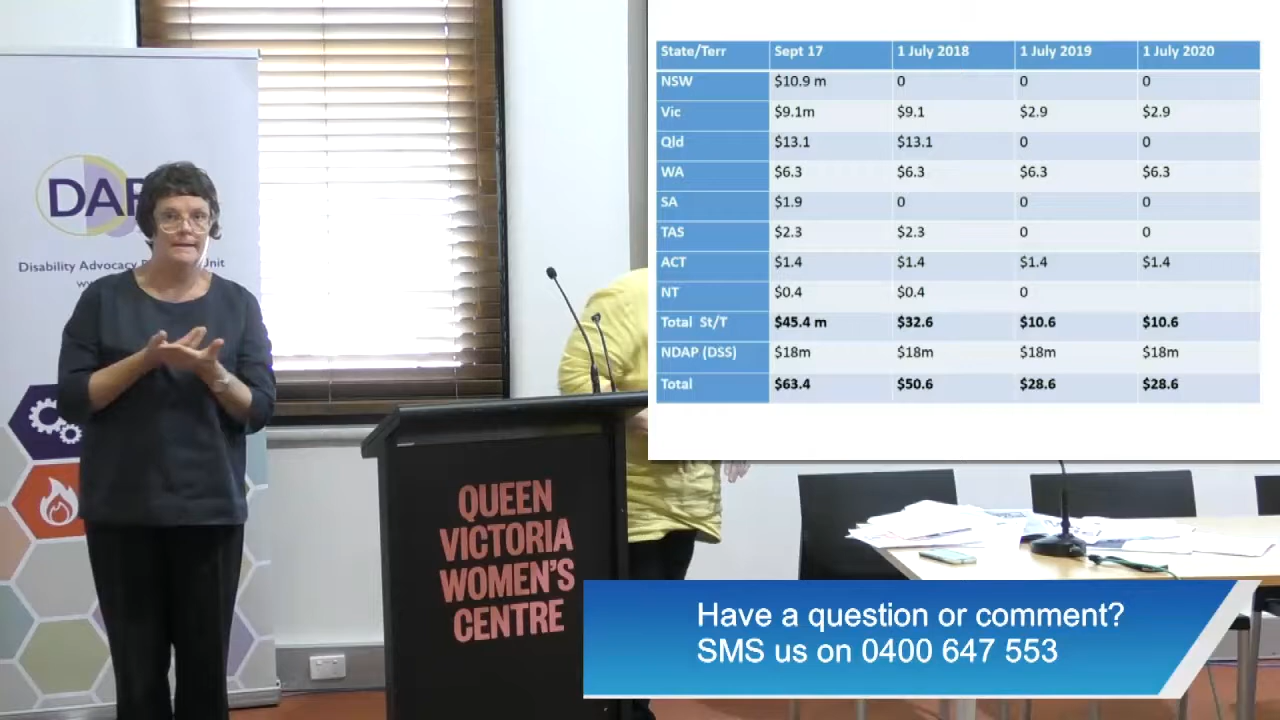 DAR
Disability Advocacy
Unit
QUEEN
VICTORIA
WOMEN'S
CENTRE
State/Terr Sept 17 1 July 2018 1 July 2019 1 July 2020
NSW $10.9 m 0 0 0
Vic $9.1m $9.1 $2.9 $2.9
Qld $13.1 $13.1 0 0
WA $6.3 $6.3 $6.3 $6.3
SA $1.9 0 0 0
TAS $2.3 $2.3 0 0
ACT $1.4 $1.4 $1.4 $1.4
NT $0.4 $0.4 0
Total St/T $45.4 m $32.6 $10.6 $10.6
NDAP (DSS) $18m $18m $18m $18m
Total $63.4 $50.6 $28.6 $28.6
Have a question or comment?
SMS us on 0400 647 553